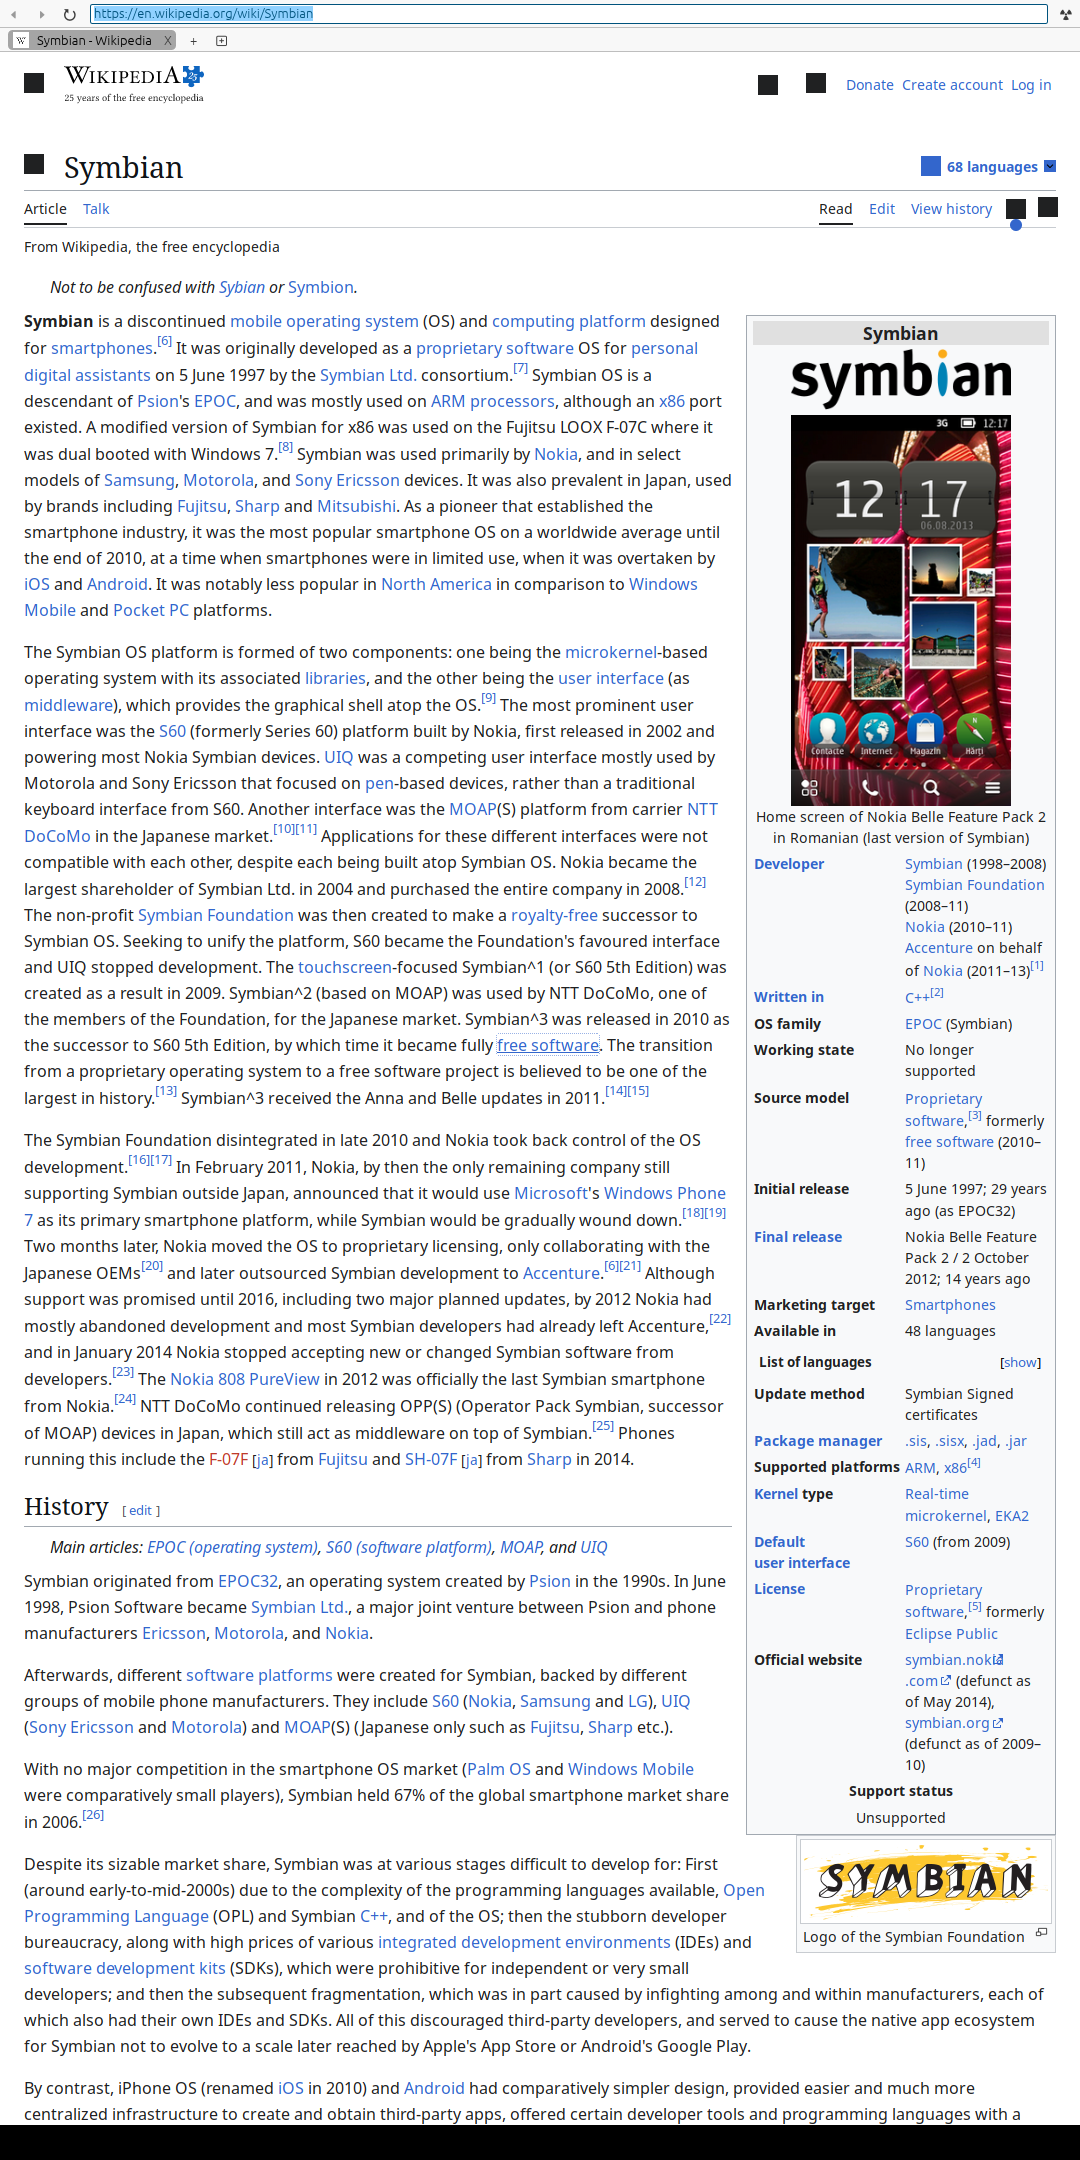 https://en.wikipedia.org/wiki/Symbian
W Symbian - Wikipedia X +
WIKIPEDIA 25
25 years of the free encyclopedia
Donate Create account Log in
Symbian
68 languages
Article Talk
Read Edit View history
From Wikipedia, the free encyclopedia
Not to be confused with Sybian or Symbion.
Symbian is a discontinued mobile operating system (OS) and computing platform designed
for smartphones.[6] It was originally developed as a proprietary software OS for personal
digital assistants on 5 June 1997 by the Symbian Ltd. consortium.[7] Symbian OS is a
descendant of Psion's EPOC, and was mostly used on ARM processors, although an x86 port
existed. A modified version of Symbian for x86 was used on the Fujitsu LOOX F-07C where it
was dual booted with Windows 7.[8] Symbian was used primarily by Nokia, and in select
models of Samsung, Motorola, and Sony Ericsson devices. It was also prevalent in Japan, used
by brands including Fujitsu, Sharp and Mitsubishi. As a pioneer that established the
smartphone industry, it was the most popular smartphone OS on a worldwide average until
the end of 2010, at a time when smartphones were in limited use, when it was overtaken by
iOS and Android. It was notably less popular in North America in comparison to Windows
Mobile and Pocket PC platforms.
The Symbian OS platform is formed of two components: one being the microkernel-based
operating system with its associated libraries, and the other being the user interface (as
middleware), which provides the graphical shell atop the OS.[9] The most prominent user
interface was the S60 (formerly Series 60) platform built by Nokia, first released in 2002 and
powering most Nokia Symbian devices. UIQ was a competing user interface mostly used by
Motorola and Sony Ericsson that focused on pen-based devices, rather than a traditional
keyboard interface from S60. Another interface was the MOAP(S) platform from carrier NTT
DoCoMo in the Japanese market.[10][11] Applications for these different interfaces were not
compatible with each other, despite each being built atop Symbian OS. Nokia became the
largest shareholder of Symbian Ltd. in 2004 and purchased the entire company in 2008.[12]
The non-profit Symbian Foundation was then created to make a royalty-free successor to
Symbian OS. Seeking to unify the platform, S60 became the Foundation's favoured interface
and UIQ stopped development. The touchscreen-focused Symbian^1 (or S60 5th Edition) was
created as a result in 2009. Symbian^2 (based on MOAP) was used by NTT DoCoMo, one of
the members of the Foundation, for the Japanese market. Symbian^3 was released in 2010 as
the successor to S60 5th Edition, by which time it became fully free software. The transition
from a proprietary operating system to a free software project is believed to be one of the
largest in history.[13] Symbian^3 received the Anna and Belle updates in 2011.[14][15]
The Symbian Foundation disintegrated in late 2010 and Nokia took back control of the OS
development.[16][17] In February 2011, Nokia, by then the only remaining company still
supporting Symbian outside Japan, announced that it would use Microsoft's Windows Phone
7 as its primary smartphone platform, while Symbian would be gradually wound down.[18][19]
Two months later, Nokia moved the OS to proprietary licensing, only collaborating with the
Japanese OEMs[20] and later outsourced Symbian development to Accenture.[6][21] Although
support was promised until 2016, including two major planned updates, by 2012 Nokia had
mostly abandoned development and most Symbian developers had already left Accenture,[22]
and in January 2014 Nokia stopped accepting new or changed Symbian software from
developers.[23] The Nokia 808 PureView in 2012 was officially the last Symbian smartphone
from Nokia.[24] NTT DoCoMo continued releasing OPP(S) (Operator Pack Symbian, successor
of MOAP) devices in Japan, which still act as middleware on top of Symbian.[25] Phones
running this include the F-07F [ja] from Fujitsu and SH-07F [ja] from Sharp in 2014.
History [ edit ]
Main articles: EPOC (operating system), S60 (software platform), MOAP, and UIQ
Symbian originated from EPOC32, an operating system created by Psion in the 1990s. In June
1998, Psion Software became Symbian Ltd., a major joint venture between Psion and phone
manufacturers Ericsson, Motorola, and Nokia.
Afterwards, different software platforms were created for Symbian, backed by different
groups of mobile phone manufacturers. They include S60 (Nokia, Samsung and LG), UIQ
(Sony Ericsson and Motorola) and MOAP(S) (Japanese only such as Fujitsu, Sharp etc.).
With no major competition in the smartphone OS market (Palm OS and Windows Mobile
were comparatively small players), Symbian held 67% of the global smartphone market share
in 2006.[26]
Despite its sizable market share, Symbian was at various stages difficult to develop for: First
(around early-to-mid-2000s) due to the complexity of the programming languages available, Open
Programming Language (OPL) and Symbian C++, and of the OS; then the stubborn developer
bureaucracy, along with high prices of various integrated development environments (IDEs) and
software development kits (SDKs), which were prohibitive for independent or very small
developers; and then the subsequent fragmentation, which was in part caused by infighting among and within manufacturers, each of
which also had their own IDEs and SDKs. All of this discouraged third-party developers, and served to cause the native app ecosystem
for Symbian not to evolve to a scale later reached by Apple's App Store or Android's Google Play.
By contrast, iPhone OS (renamed iOS in 2010) and Android had comparatively simpler design, provided easier and much more
centralized infrastructure to create and obtain third-party apps, offered certain developer tools and programming languages with a
Symbian
symbian
3G 12:17
12 17
06.08.2013
Contacte Internet Magazin Hărți
Home screen of Nokia Belle Feature Pack 2
in Romanian (last version of Symbian)
Developer Symbian (1998–2008)
Symbian Foundation
(2008–11)
Nokia (2010–11)
Accenture on behalf
of Nokia (2011–13)[1]
Written in C++[2]
OS family EPOC (Symbian)
Working state No longer
supported
Source model Proprietary
software,[3] formerly
free software (2010–
11)
Initial release 5 June 1997; 29 years
ago (as EPOC32)
Final release Nokia Belle Feature
Pack 2 / 2 October
2012; 14 years ago
Marketing target Smartphones
Available in 48 languages
List of languages [show]
Update method Symbian Signed
certificates
Package manager .sis, .sisx, .jad, .jar
Supported platforms ARM, x86[4]
Kernel type Real-time
microkernel, EKA2
Default S60 (from 2009)
user interface
License Proprietary
software,[5] formerly
Eclipse Public
Official website symbian.nokia
.com (defunct as
of May 2014),
symbian.org
(defunct as of 2009–
10)
Support status
Unsupported
SYMBIAN
Logo of the Symbian Foundation